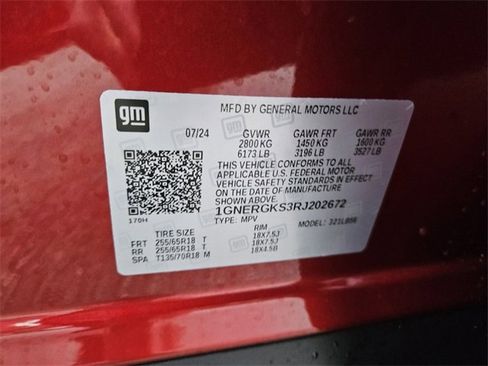 gm
MFD BY GENERAL MOTORS LLC
07/24 GVWR GAWR FRT GAWR RR
2800 KG 1450 KG 1600 KG
6173 LB 3196 LB 3527 LB
THIS VEHICLE CONFORMS TO ALL
APPLICABLE U.S. FEDERAL MOTOR
VEHICLE SAFETY STANDARDS IN EFFECT
ON THE DATE OF MANUFACTURE SHOWN ABOVE.
1GNERGKS3RJ202672
170H TYPE: MPV MODEL: 321LB56
TIRE SIZE RIM
FRT 255/65R18 T 18X7.5J
RR 255/65R18 T 18X7.5J
SPA T135/70R18 M 18X4.5B